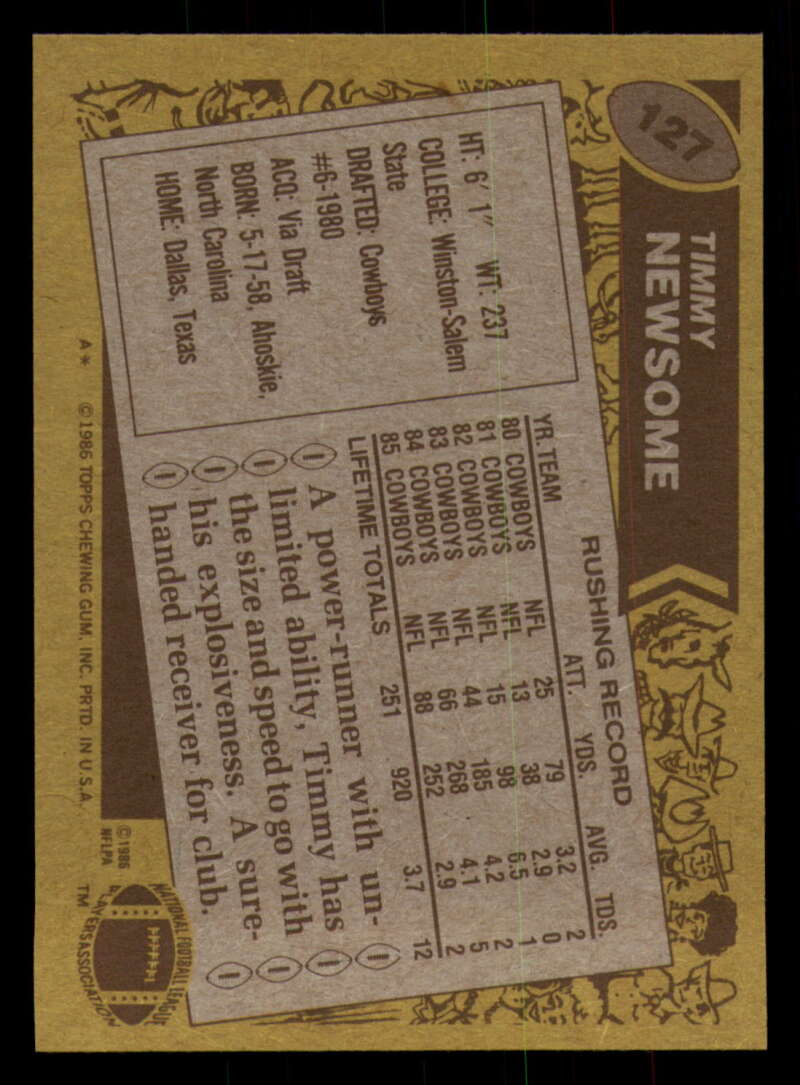 127
TIMMY
NEWSOME
HT: 6' 1" WT: 237
COLLEGE: Winston-Salem
State
DRAFTED: Cowboys
#6-1980
ACQ: Via Draft
BORN: 5-17-58, Ahoskie,
North Carolina
HOME: Dallas, Texas
RUSHING RECORD
YR. TEAM ATT. YDS. AVG. TDS.
80 COWBOYS NFL 25 79 3.2 2
81 COWBOYS NFL 13 38 2.9 0
82 COWBOYS NFL 15 98 6.5 1
83 COWBOYS NFL 44 185 4.2 2
84 COWBOYS NFL 66 268 4.1 5
85 COWBOYS NFL 88 252 2.9 2
LIFETIME TOTALS 251 920 3.7 12
A power-runner with un-
limited ability, Timmy has
the size and speed to go with
his explosiveness. A sure-
handed receiver for club.
A* ©1986 TOPPS CHEWING GUM, INC. PRTD. IN U.S.A.
©1986
NFLPA
TM
NATIONAL FOOTBALL LEAGUE
PLAYERS ASSOCIATION